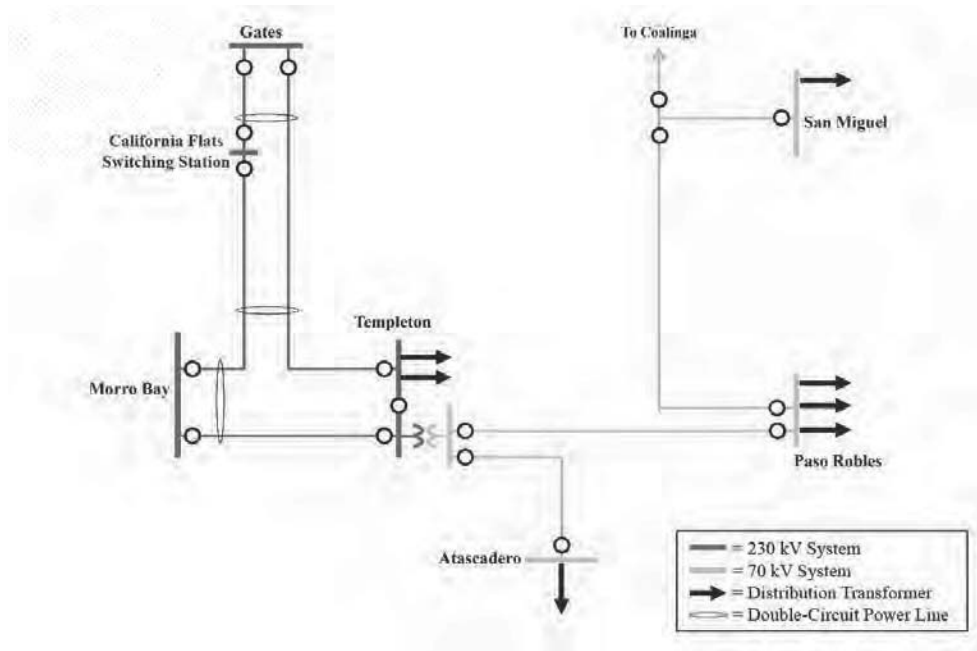 Gates
To Coalinga
San Miguel
California Flats
Switching Station
Templeton
Morro Bay
Paso Robles
Atascadero
= 230 kV System
= 70 kV System
= Distribution Transformer
= Double-Circuit Power Line